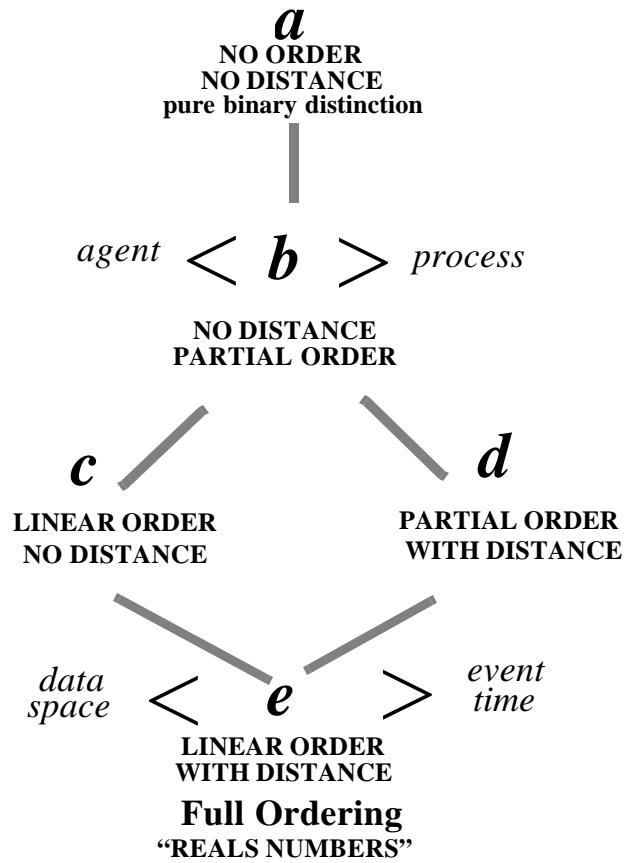 a
NO ORDER
NO DISTANCE
pure binary distinction
agent < b > process
NO DISTANCE
PARTIAL ORDER
c
LINEAR ORDER
NO DISTANCE
d
PARTIAL ORDER
WITH DISTANCE
data
space
< e >
event
time
LINEAR ORDER
WITH DISTANCE
Full Ordering
“REALS NUMBERS”